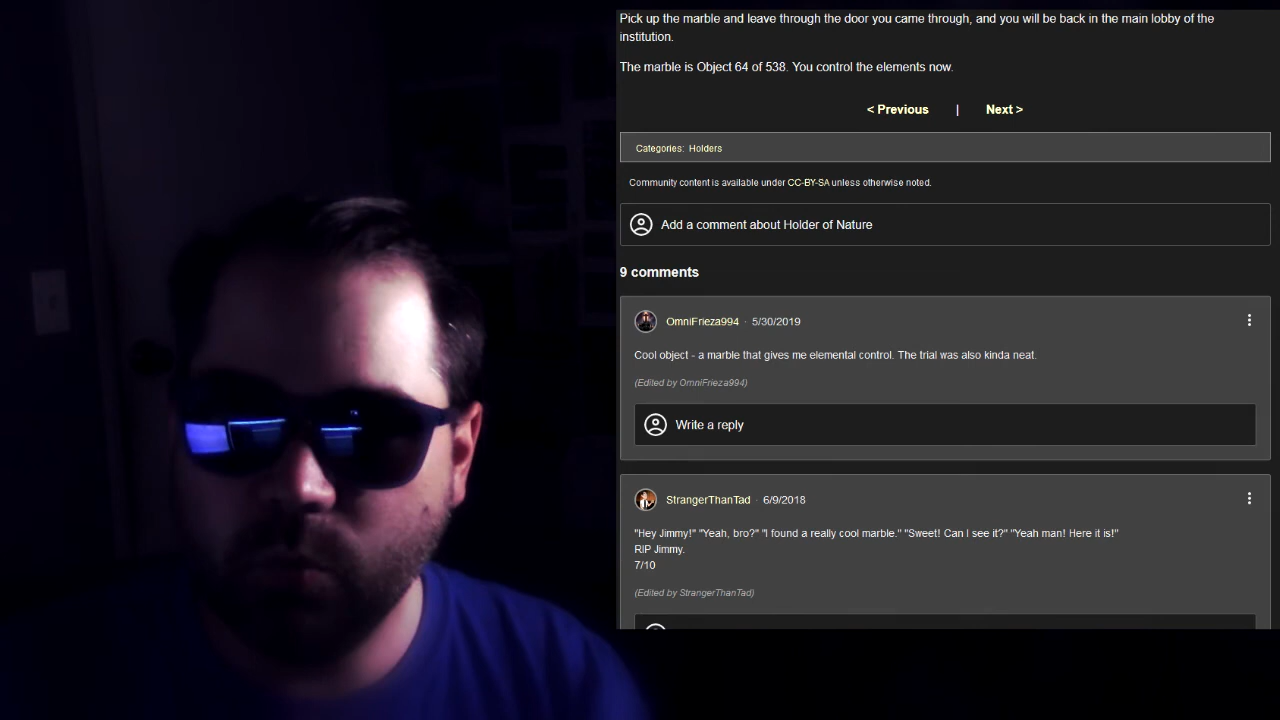 Pick up the marble and leave through the door you came through, and you will be back in the main lobby of the
institution.
The marble is Object 64 of 538. You control the elements now.
< Previous | Next >
Categories: Holders
Community content is available under CC-BY-SA unless otherwise noted.
Add a comment about Holder of Nature
9 comments
OmniFrieza994 · 5/30/2019
Cool object - a marble that gives me elemental control. The trial was also kinda neat.
(Edited by OmniFrieza994)
Write a reply
StrangerThanTad · 6/9/2018
"Hey Jimmy!" "Yeah, bro?" "I found a really cool marble." "Sweet! Can I see it?" "Yeah man! Here it is!"
RIP Jimmy.
7/10
(Edited by StrangerThanTad)